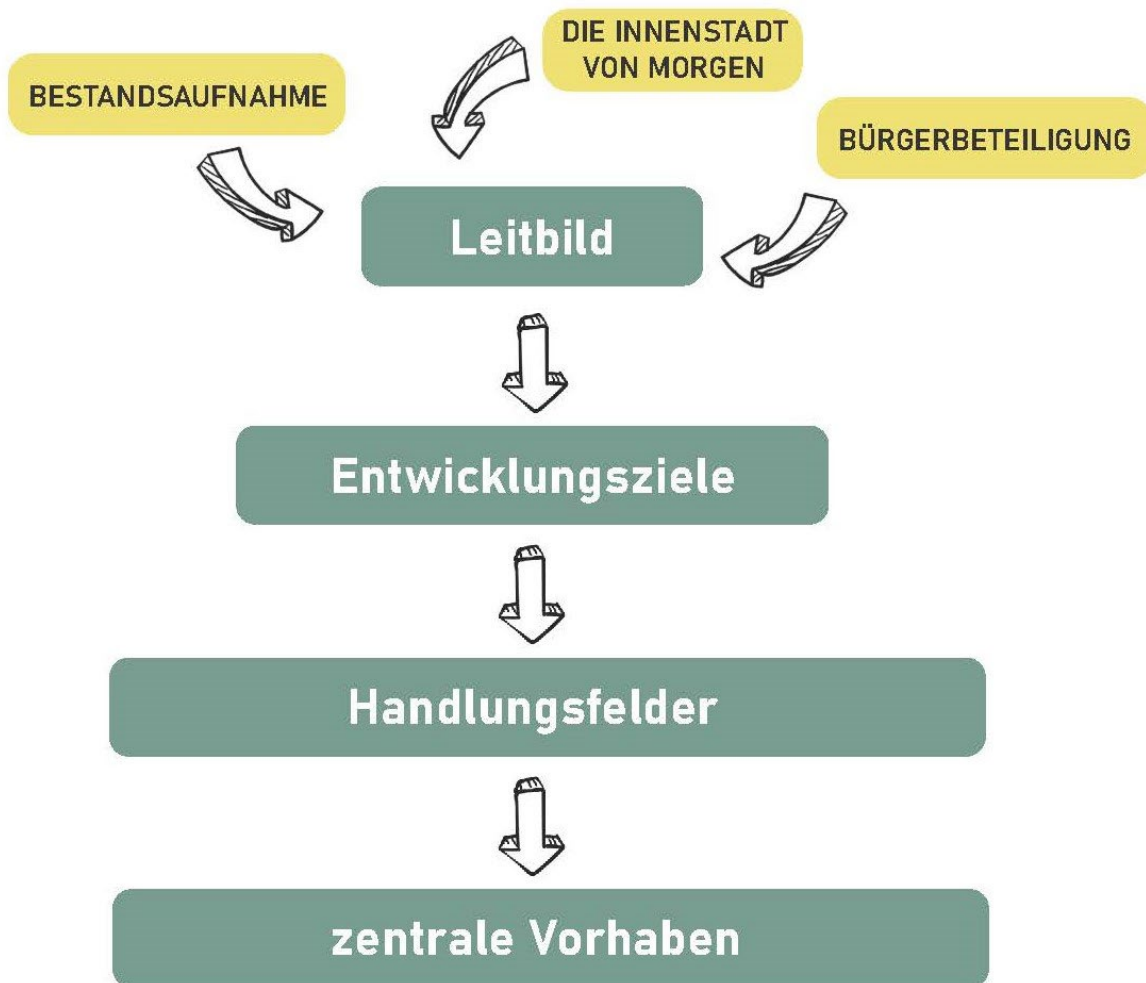 DIE INNENSTADT
VON MORGEN
BESTANDSAUFNAHME
BÜRGERBETEILIGUNG
Leitbild
Entwicklungsziele
Handlungsfelder
zentrale Vorhaben